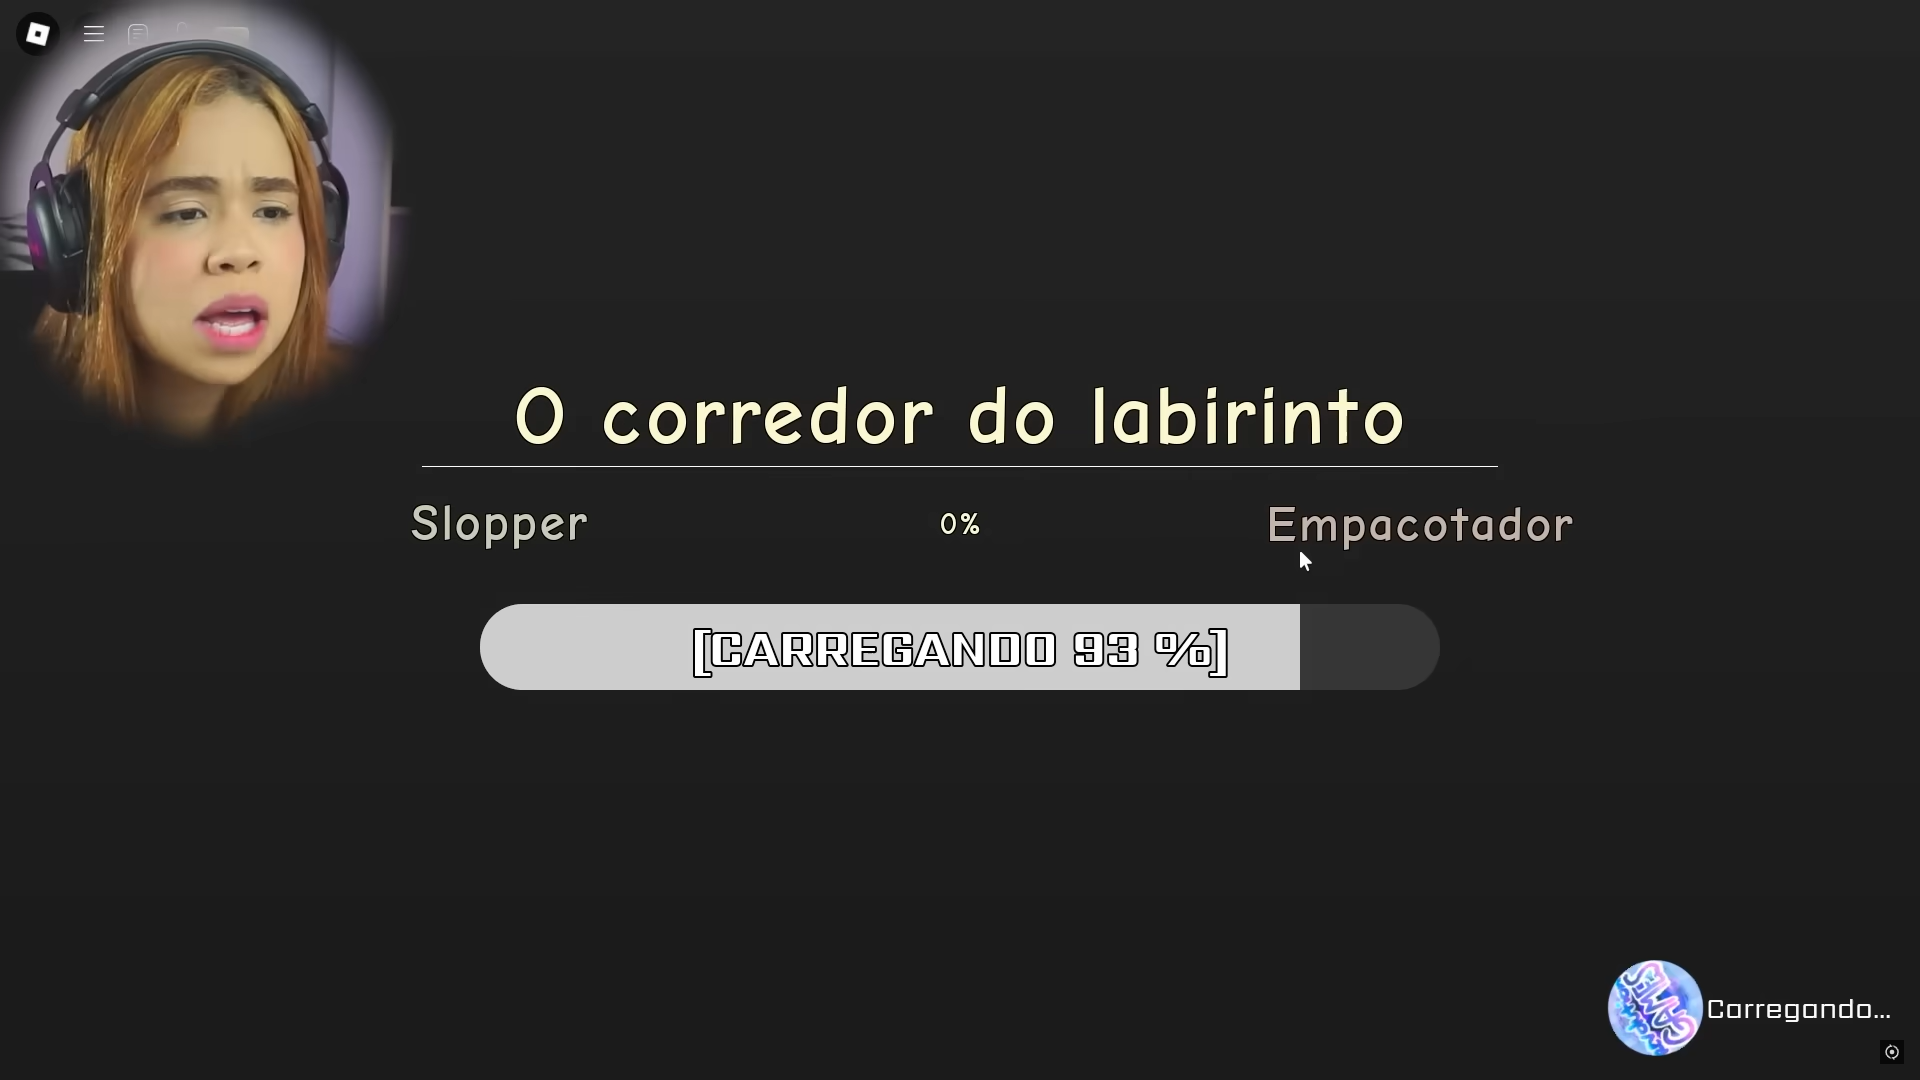 O corredor do labirinto
Slopper 0% Empacotador
[CARREGANDO 93 %]
Carregando...